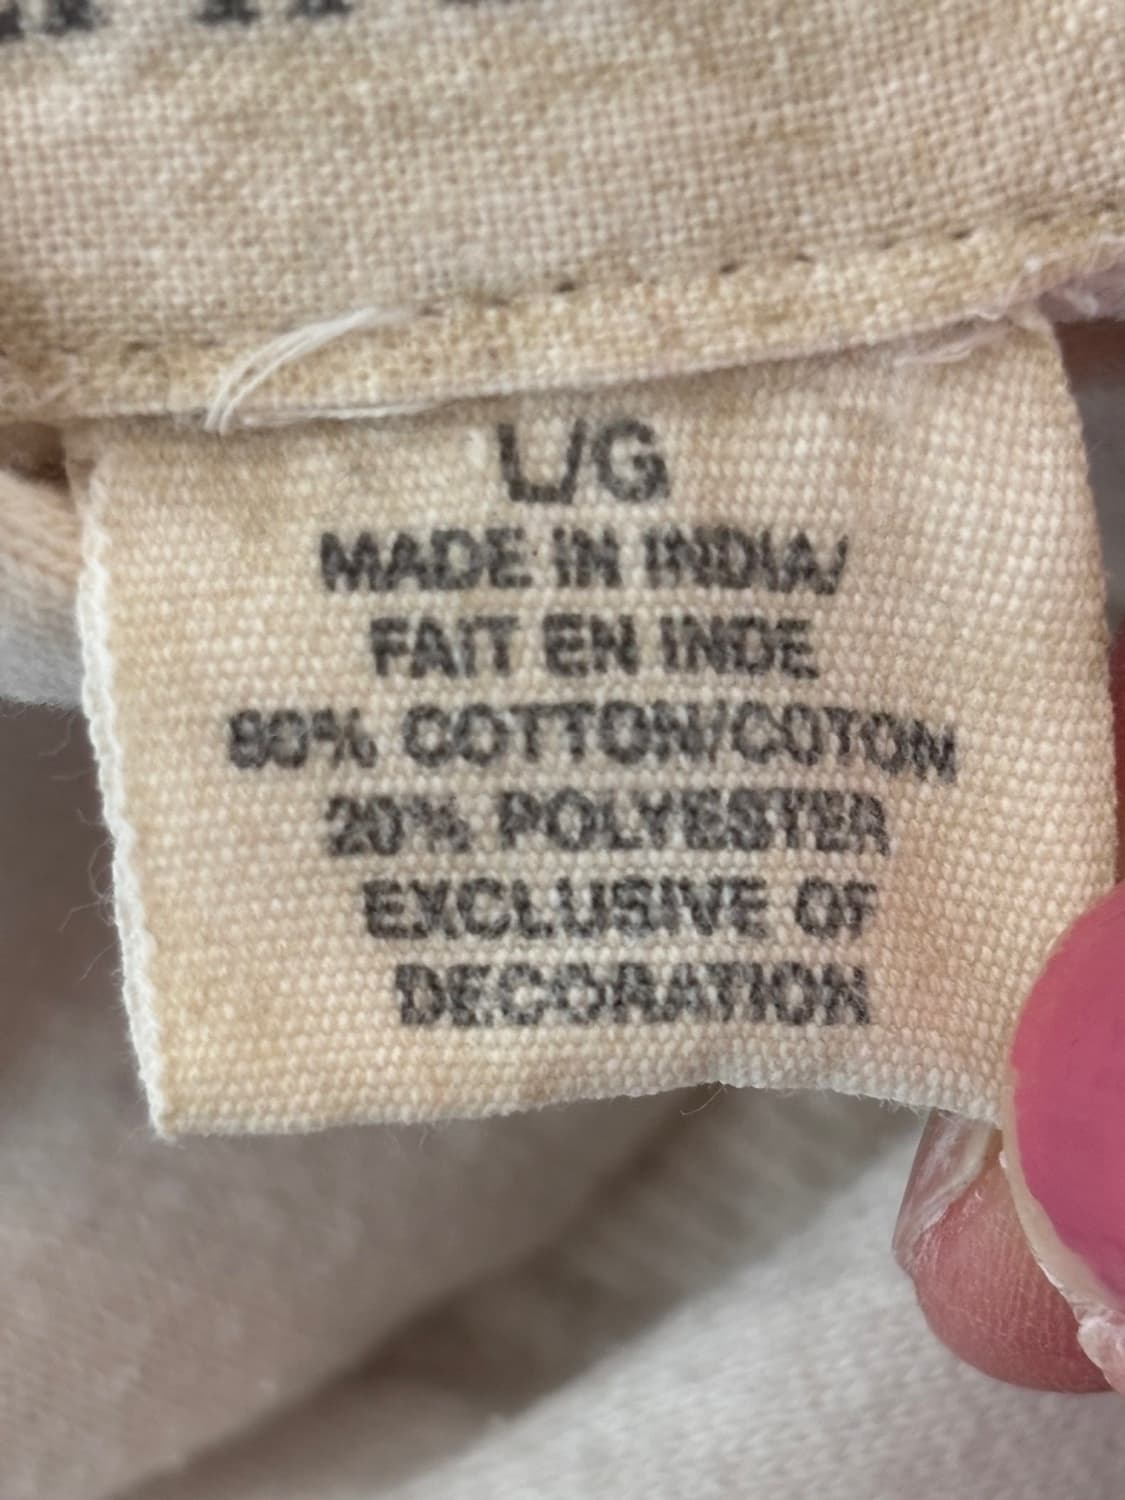 L/G
MADE IN INDIA/
FAIT EN INDE
80% COTTON/COTON
20% POLYESTER
EXCLUSIVE OF
DECORATION